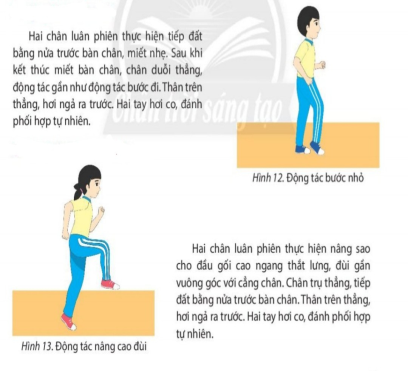 Hai chân luân phiên thực hiện tiếp đất
bằng nửa trước bàn chân, miết nhẹ. Sau khi
kết thúc miết bàn chân, chân duỗi thẳng,
động tác gần như động tác bước đi. Thân trên
thẳng, hơi ngả ra trước. Hai tay hơi co, đánh
phối hợp tự nhiên.
Chân trời sáng tạo
Hình 12. Động tác bước nhỏ
Hai chân luân phiên thực hiện nâng sao
cho đầu gối cao ngang thắt lưng, đùi gần
vuông góc với cẳng chân. Chân trụ thẳng, tiếp
đất bằng nửa trước bàn chân. Thân trên thẳng,
hơi ngả ra trước. Hai tay hơi co, đánh phối hợp
tự nhiên.
Hình 13. Động tác nâng cao đùi